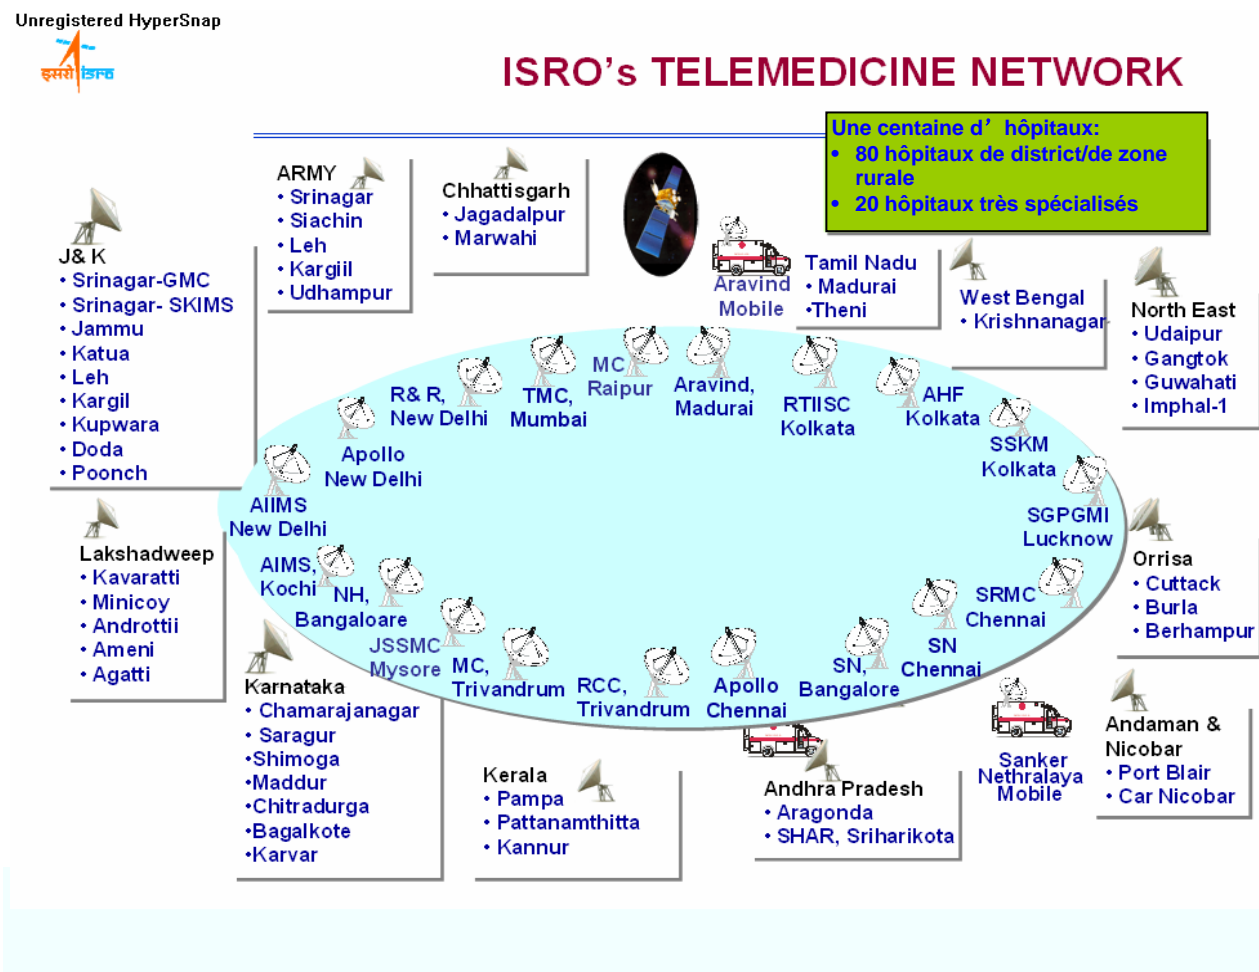 Unregistered HyperSnap
इसरो isro
ISRO's TELEMEDICINE NETWORK
Une centaine d’ hôpitaux:
• 80 hôpitaux de district/de zone
rurale
• 20 hôpitaux très spécialisés
ARMY
• Srinagar
• Siachin
• Leh
• Kargiil
• Udhampur
Chhattisgarh
• Jagadalpur
• Marwahi
J& K
• Srinagar-GMC
• Srinagar- SKIMS
• Jammu
• Katua
• Leh
• Kargil
• Kupwara
• Doda
• Poonch
Aravind
Mobile
Tamil Nadu
• Madurai
•Theni
West Bengal
• Krishnanagar
North East
• Udaipur
• Gangtok
• Guwahati
• Imphal-1
R& R,
New Delhi
TMC,
Mumbai
MC
Raipur
Aravind,
Madurai
RTIISC
Kolkata
AHF
Kolkata
SSKM
Kolkata
Apollo
New Delhi
AIIMS
New Delhi
SGPGMI
Lucknow
Lakshadweep
• Kavaratti
• Minicoy
• Androttii
• Ameni
• Agatti
AIMS,
Kochi
NH,
Bangaloare
JSSMC
Mysore
MC,
Trivandrum
RCC,
Trivandrum
Apollo
Chennai
SN,
Bangalore
SN
Chennai
SRMC
Chennai
Orrisa
• Cuttack
• Burla
• Berhampur
Karnataka
• Chamarajanagar
• Saragur
•Shimoga
•Maddur
•Chitradurga
•Bagalkote
•Karvar
Kerala
• Pampa
• Pattanamthitta
• Kannur
Andhra Pradesh
• Aragonda
• SHAR, Sriharikota
Sanker
Nethralaya
Mobile
Andaman &
Nicobar
• Port Blair
• Car Nicobar